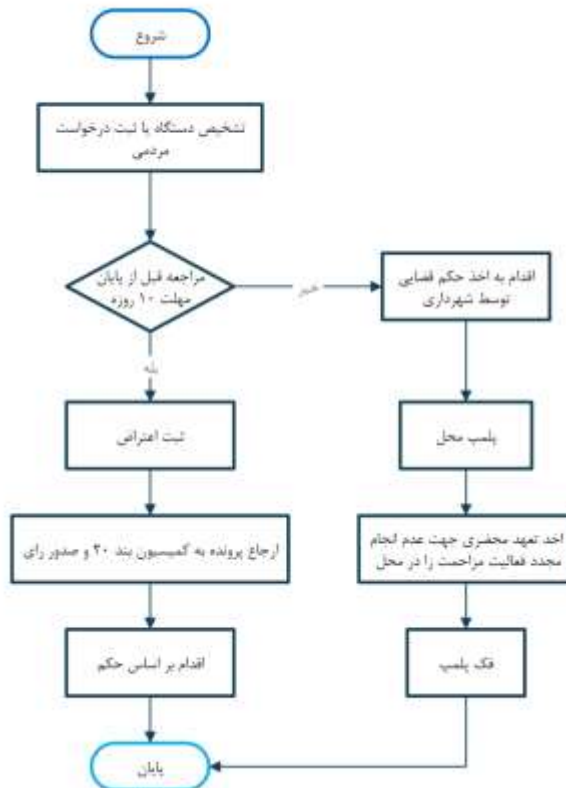 شروع
تشخیص دستگاه یا ثبت درخواست
مردمی
مراجعه قبل از پایان
مهلت ۱۰ روزه
خیر
اقدام به اخذ حکم قضایی
توسط شهرداری
بله
ثبت اعتراض
پلمپ محل
ارجاع پرونده به کمیسیون بند ۲۰ و صدور رای
اخذ تعهد محضری جهت عدم انجام
مجدد فعالیت مزاحمت زا در محل
اقدام بر اساس حکم
فک پلمپ
پایان